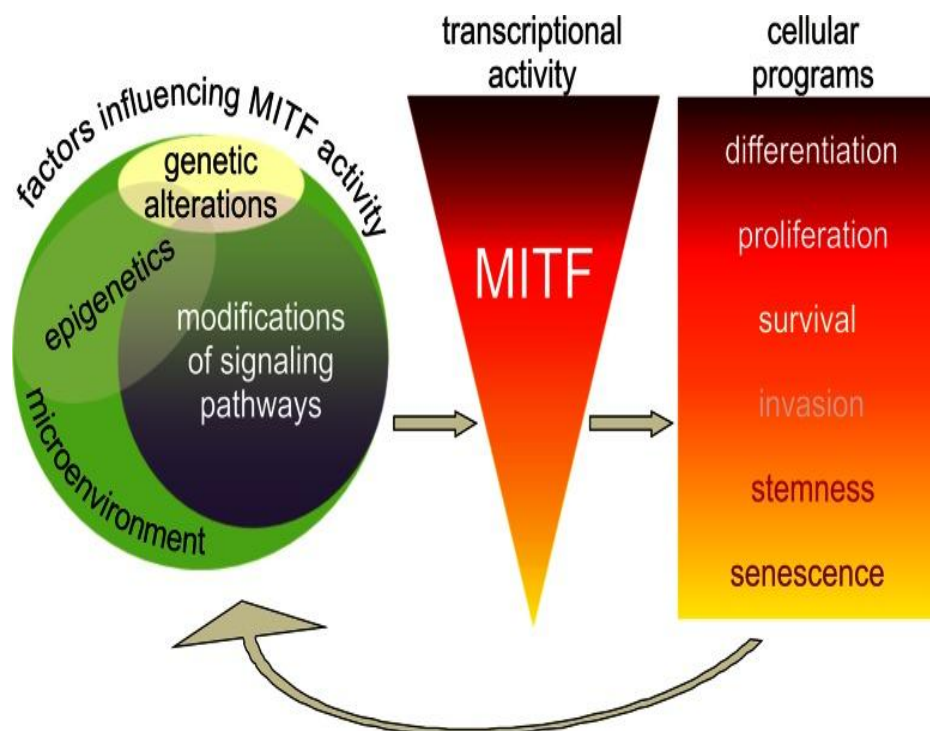 factors influencing MITF activity
genetic
alterations
epigenetics
modifications
of signaling
pathways
microenvironment
transcriptional
activity
MITF
cellular
programs
differentiation
proliferation
survival
invasion
stemness
senescence